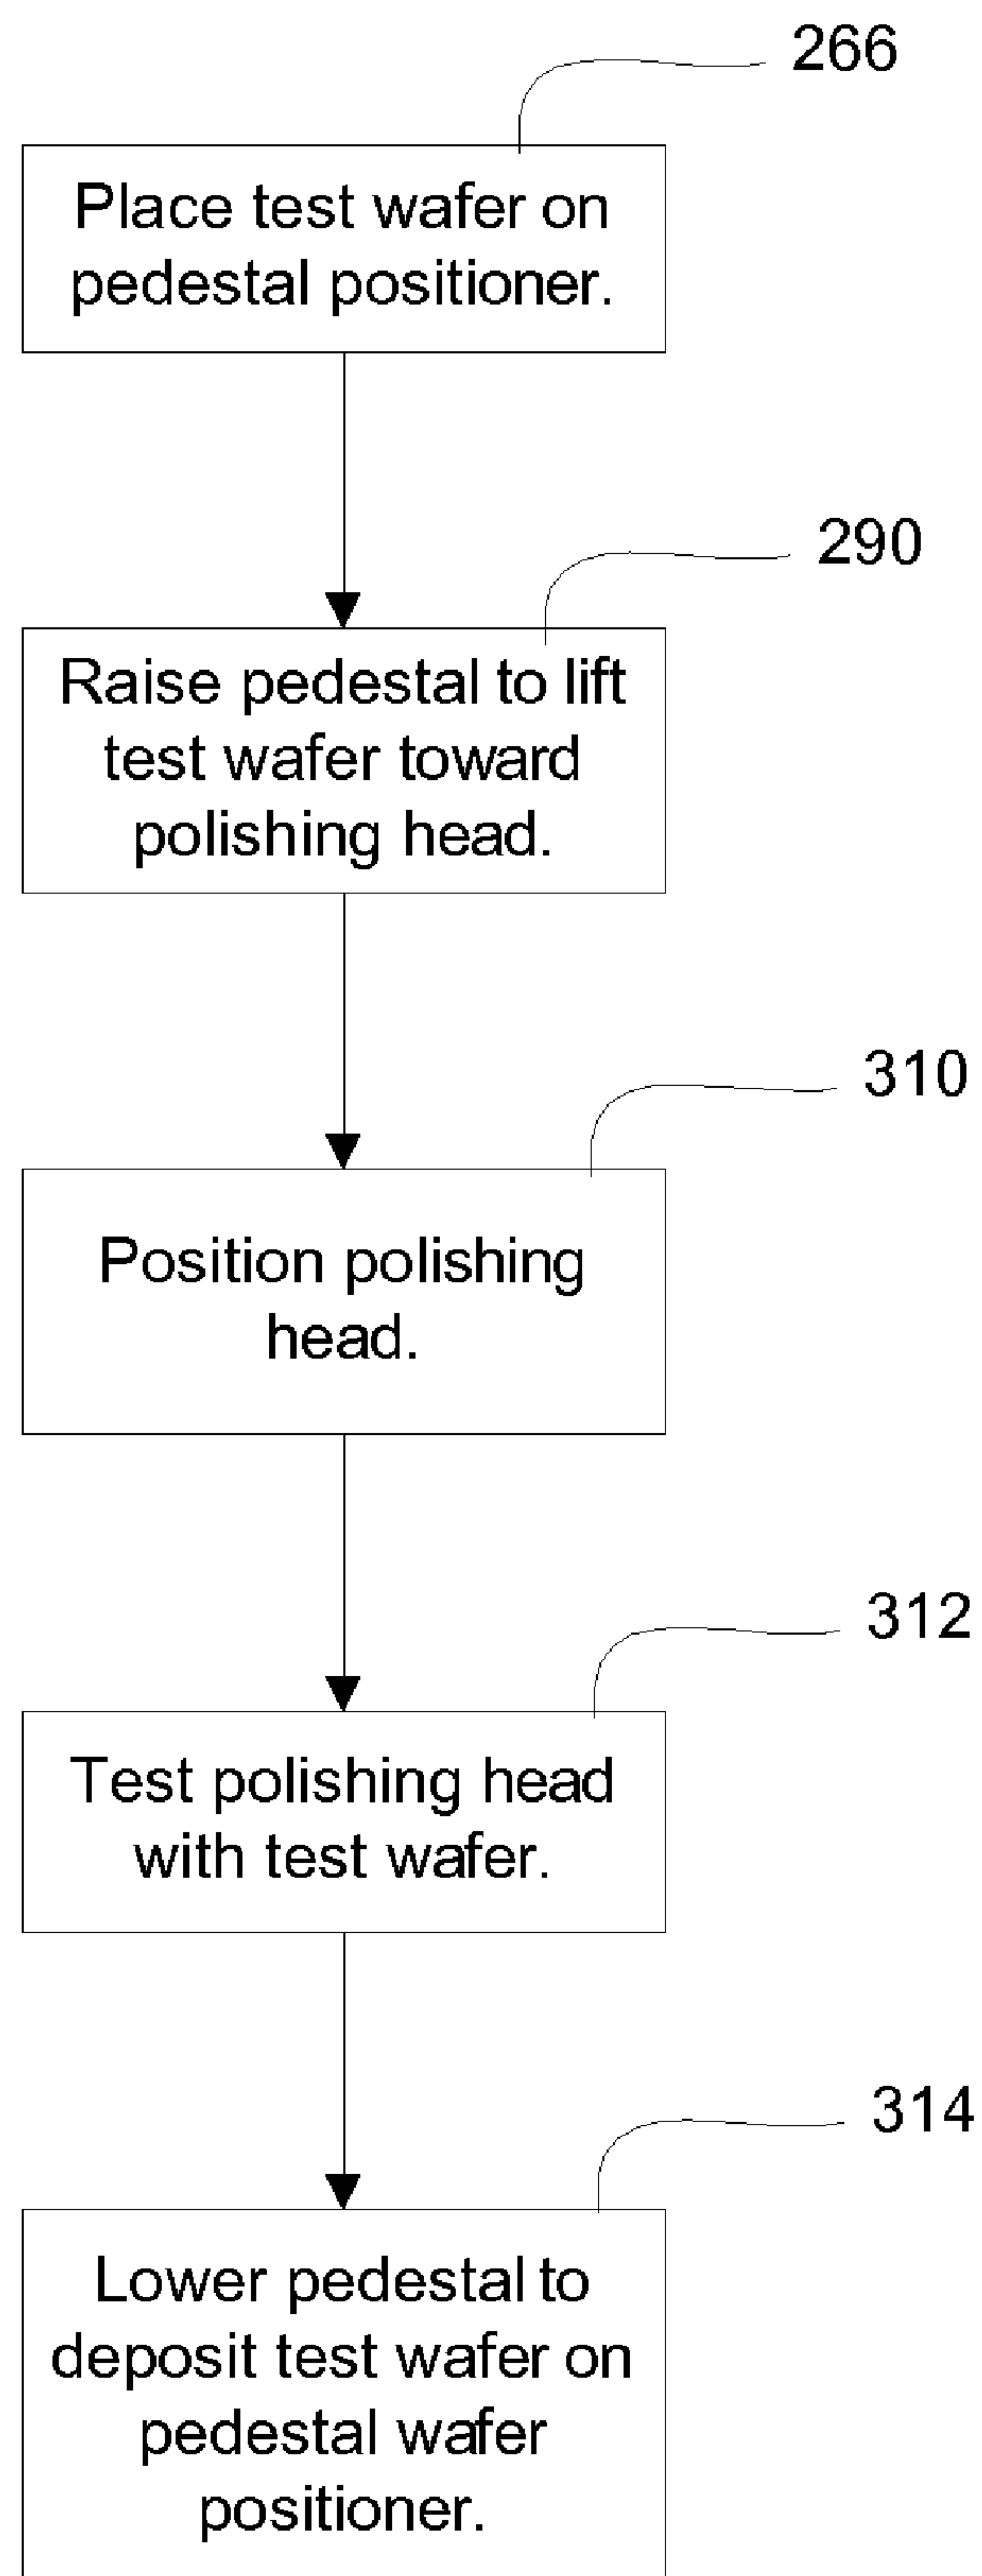 266
Place test wafer on
pedestal positioner.
290
Raise pedestal to lift
test wafer toward
polishing head.
310
Position polishing
head.
312
Test polishing head
with test wafer.
314
Lower pedestal to
deposit test wafer on
pedestal wafer
positioner.